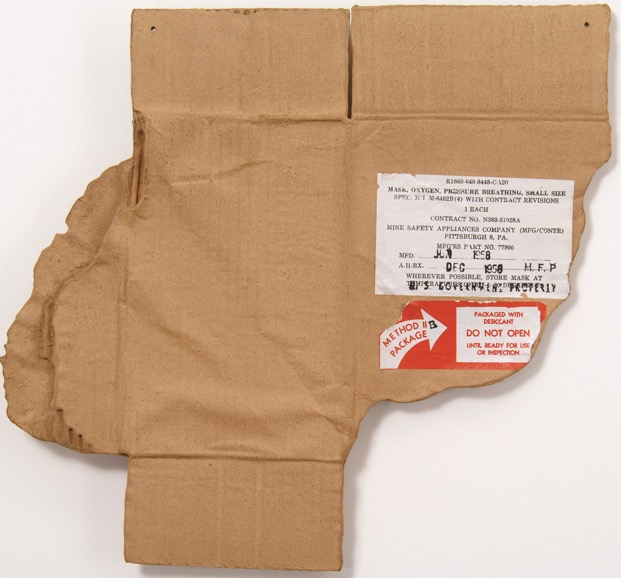 R1660-640-8448-GA20
MASK, OXYGEN, PRESSURE BREATHING, SMALL SIZE
SPEC. MIL-M-6482B(4) WITH CONTRACT REVISIONS
1 EACH
CONTRACT NO. N383-51928A
MINE SAFETY APPLIANCES COMPANY (MFG/CONTR)
PITTSBURGH 8, PA.
MFG'RS PART NO. 77900
MFD. JUN 1958
A-II-BX. DEC 1958 M.F.P
WHEREVER POSSIBLE, STORE MASK AT
U.S. GOVERNMENT PROPERTY
METHOD II B
PACKAGE
PACKAGED WITH
DESICCANT
DO NOT OPEN
UNTIL READY FOR USE
OR INSPECTION